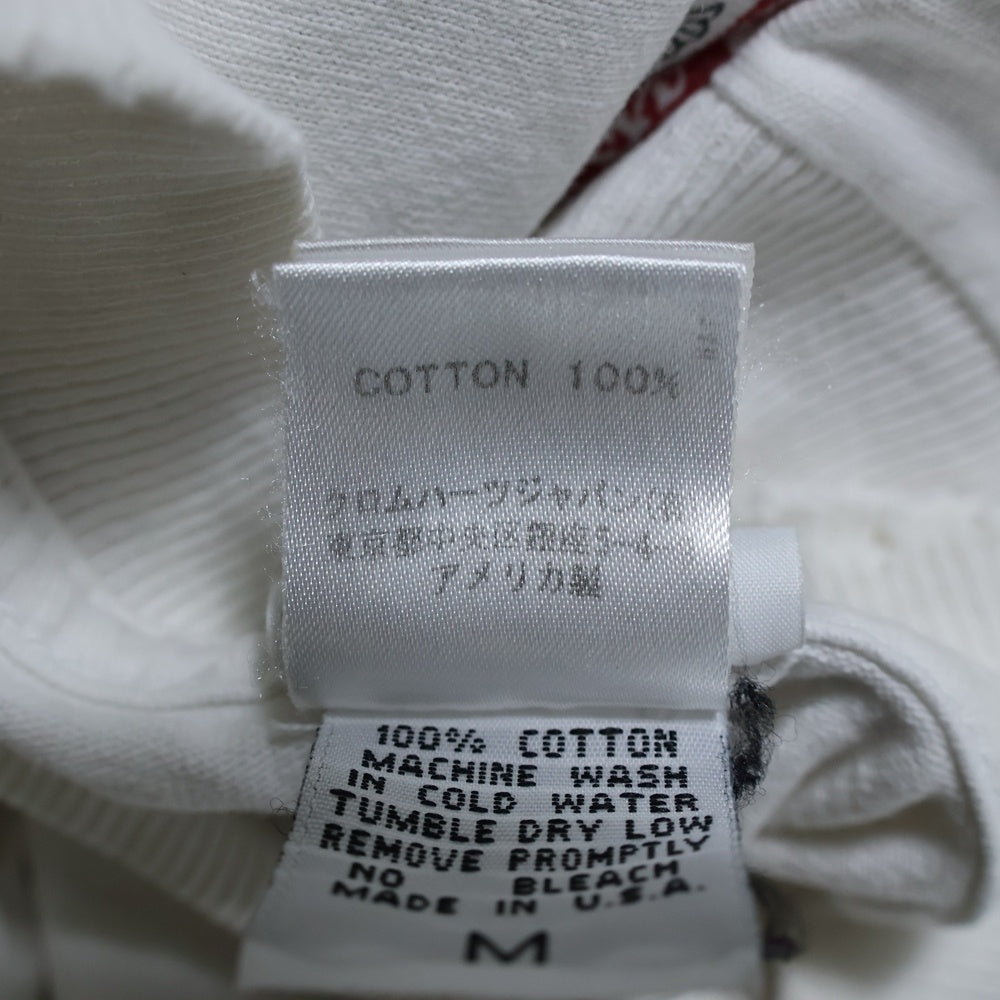 COTTON 100%
クロムハーツジャパン(有
東京都中央区銀座5-4-
アメリカ製
100% COTTON
MACHINE WASH
IN COLD WATER
TUMBLE DRY LOW
REMOVE PROMPTLY
NO BLEACH
MADE IN U.S.A.
M